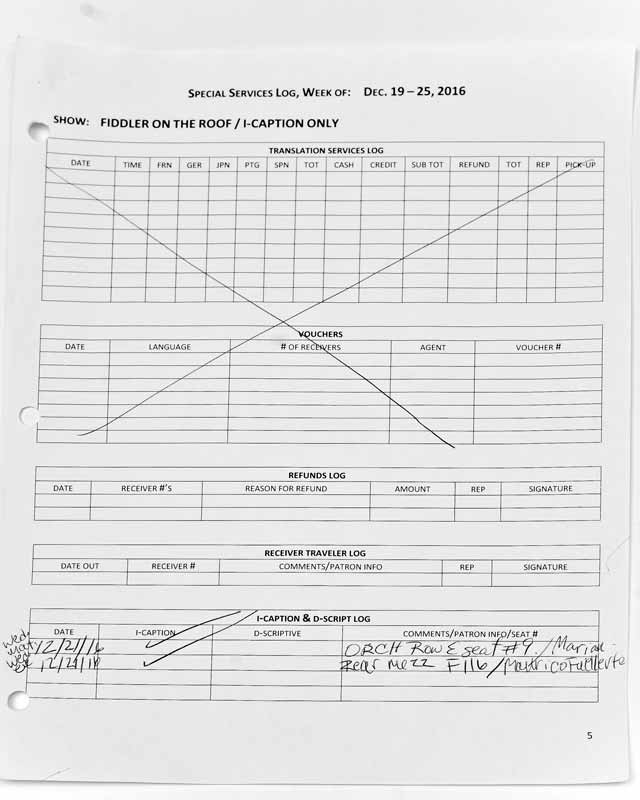 SPECIAL SERVICES LOG, WEEK OF: DEC. 19 – 25, 2016
SHOW: FIDDLER ON THE ROOF / I-CAPTION ONLY
TRANSLATION SERVICES LOG
DATE TIME FRN GER JPN PTG SPN TOT CASH CREDIT SUB TOT REFUND TOT REP PICK-UP
VOUCHERS
DATE LANGUAGE # OF RECEIVERS AGENT VOUCHER #
REFUNDS LOG
DATE RECEIVER #'S REASON FOR REFUND AMOUNT REP SIGNATURE
RECEIVER TRAVELER LOG
DATE OUT RECEIVER # COMMENTS/PATRON INFO REP SIGNATURE
I-CAPTION & D-SCRIPT LOG
DATE I-CAPTION D-SCRIPTIVE COMMENTS/PATRON INFO/SEAT #
Wed. mat 12/21/16 ✓ ORCH Row E seat #9. / Marian
Wed 12/21/16 ✓ Rear mezz F116 /
5